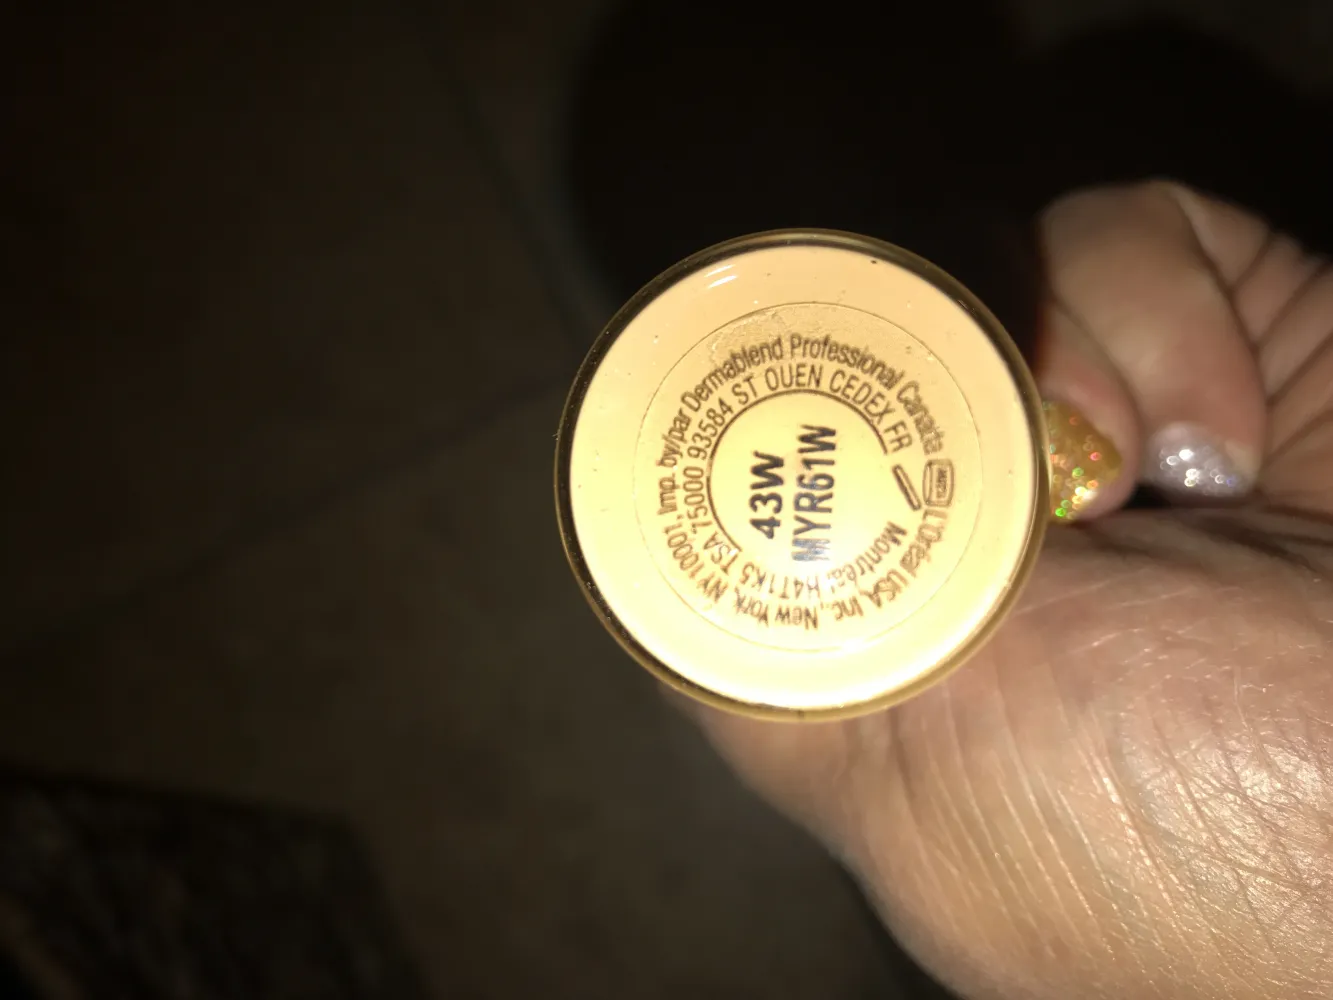 L'Oréal USA, Inc., New York, NY 10001, Imp. by/par Dermablend Professional Canada
Montréal H4T1K5 TSA 75000 93584 ST OUEN CEDEX FR
43W
MYR61W